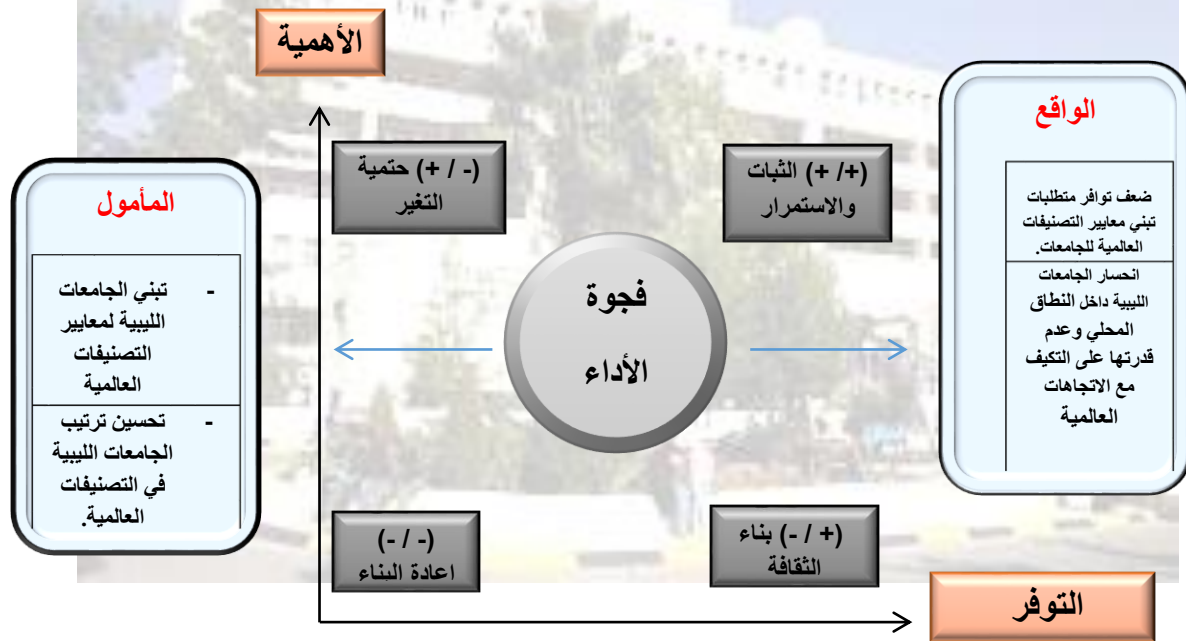 الأهمية
الواقع
ضعف توافر متطلبات
تبني معايير التصنيفات
العالمية للجامعات.
انحسار الجامعات
الليبية داخل النطاق
المحلي وعدم
قدرتها على التكيف
مع الاتجاهات
العالمية
(+/ +) الثبات
والاستمرار
(- / +) حتمية
التغير
فجوة
الأداء
المأمول
- تبني الجامعات
الليبية لمعايير
التصنيفات
العالمية
- تحسين ترتيب
الجامعات الليبية
في التصنيفات
العالمية.
(+ / -) بناء
الثقافة
(- / -)
اعادة البناء
التوفر